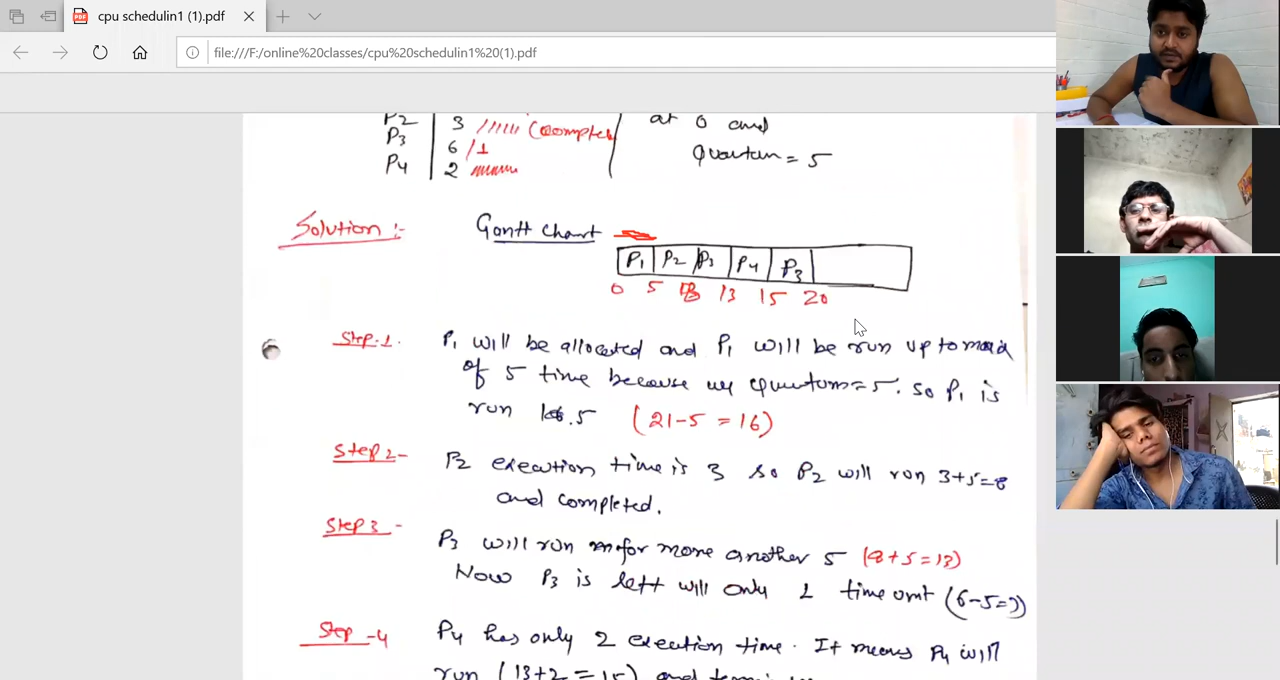 cpu schedulin1 (1).pdf
file:///F:/online%20classes/cpu%20schedulin1%20(1).pdf
P2 3 at 0 and
P3 6 /1 quantum = 5
P4 2
Solution :- Gantt chart
P1 P2 P3 P4 P3
0 5 8 13 15 20
Step-1. P1 will be allocated and P1 will be run up to
of 5 time because quantum = 5. so P1 is
run 5 (21-5 = 16)
Step 2- P2 execution time is 3 so P2 will run 3+5=8
and completed.
Step 3 -
P3 will run for more another 5 (8+5=13)
Now P3 is left will only 1 time unit (6-5=1)
Step -4 P4 has only 2 exection time. It means P4 will
run (13+2 = 15) and